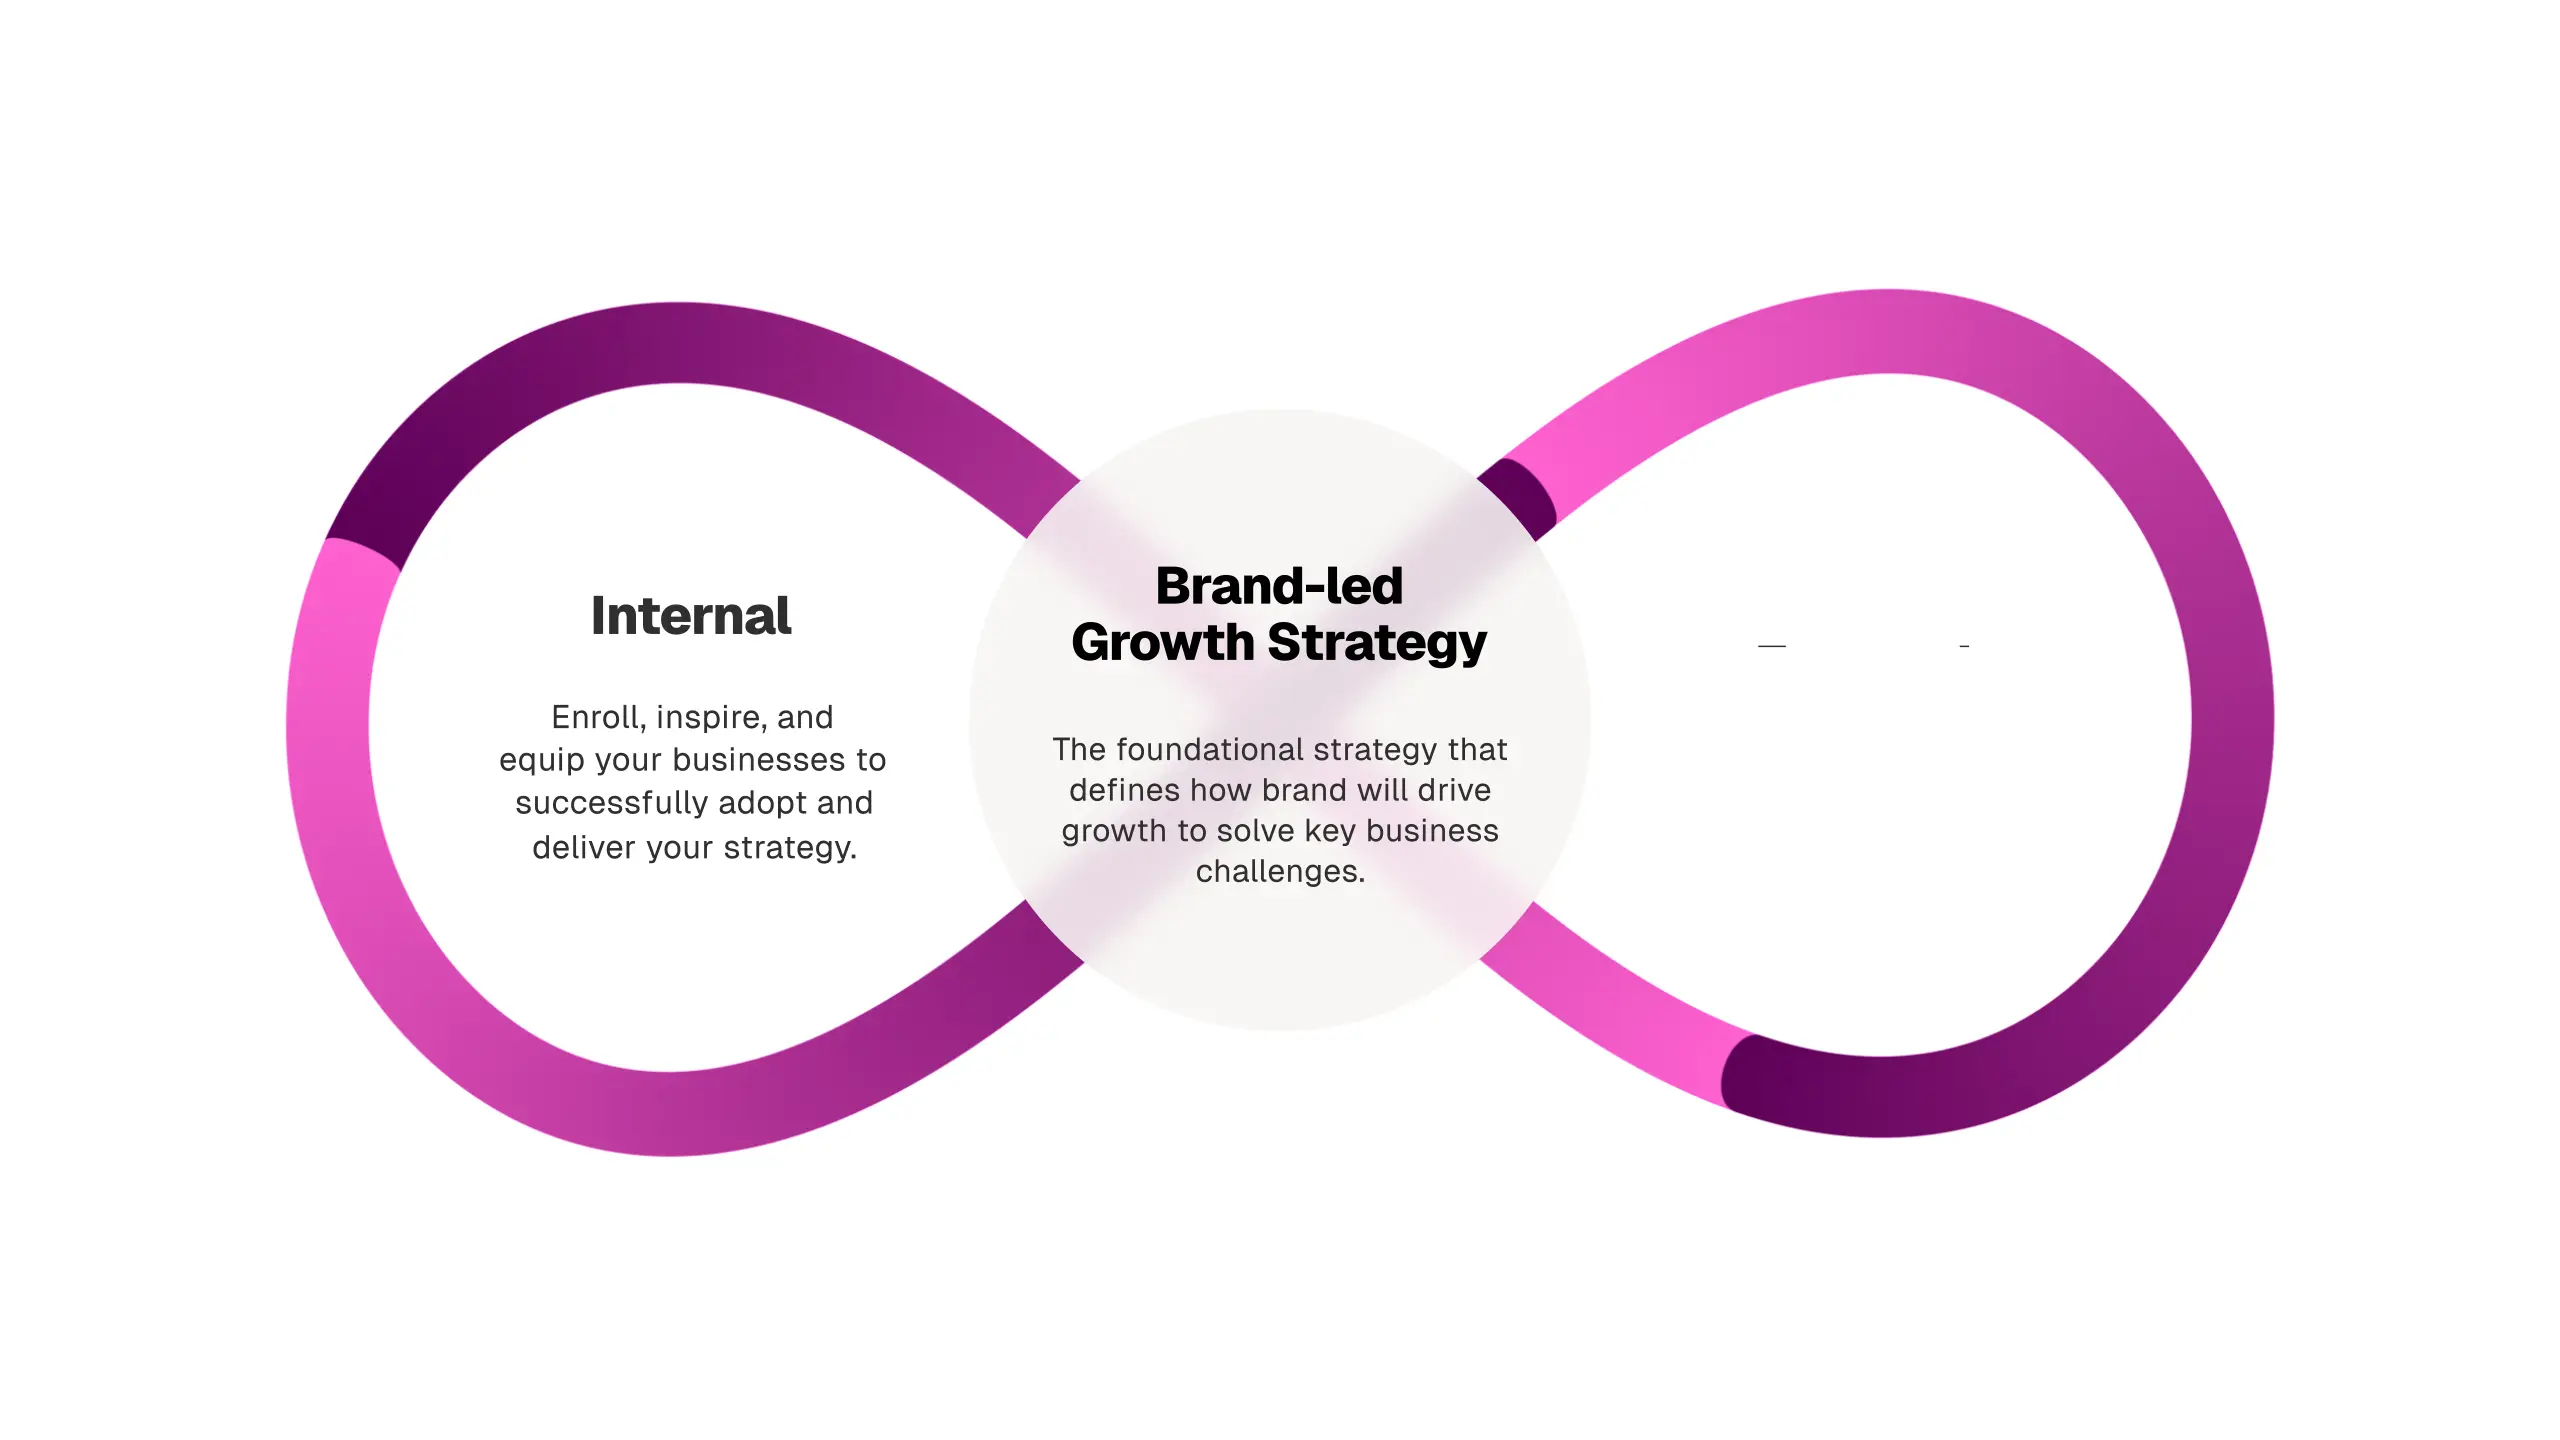 Internal
Enroll, inspire, and
equip your businesses to
successfully adopt and
deliver your strategy.
Brand-led
Growth Strategy
The foundational strategy that
defines how brand will drive
growth to solve key business
challenges.